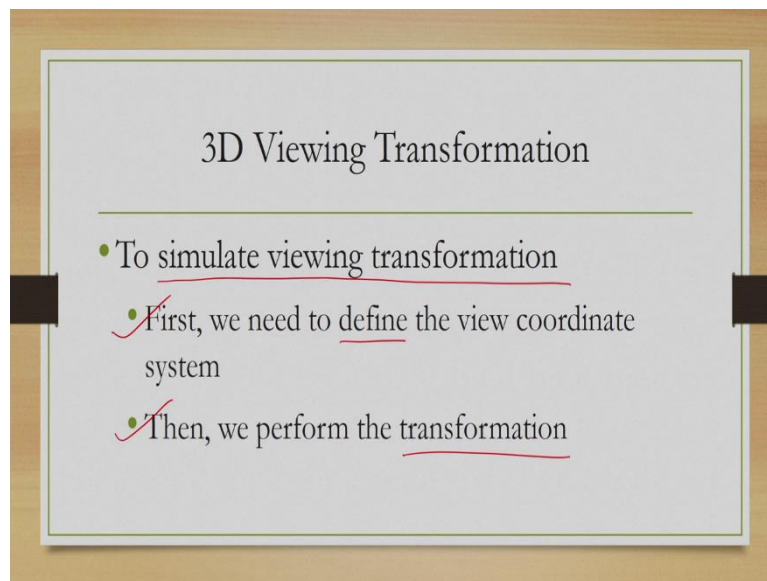 3D Viewing Transformation
•To simulate viewing transformation
•First, we need to define the view coordinate
system
•Then, we perform the transformation